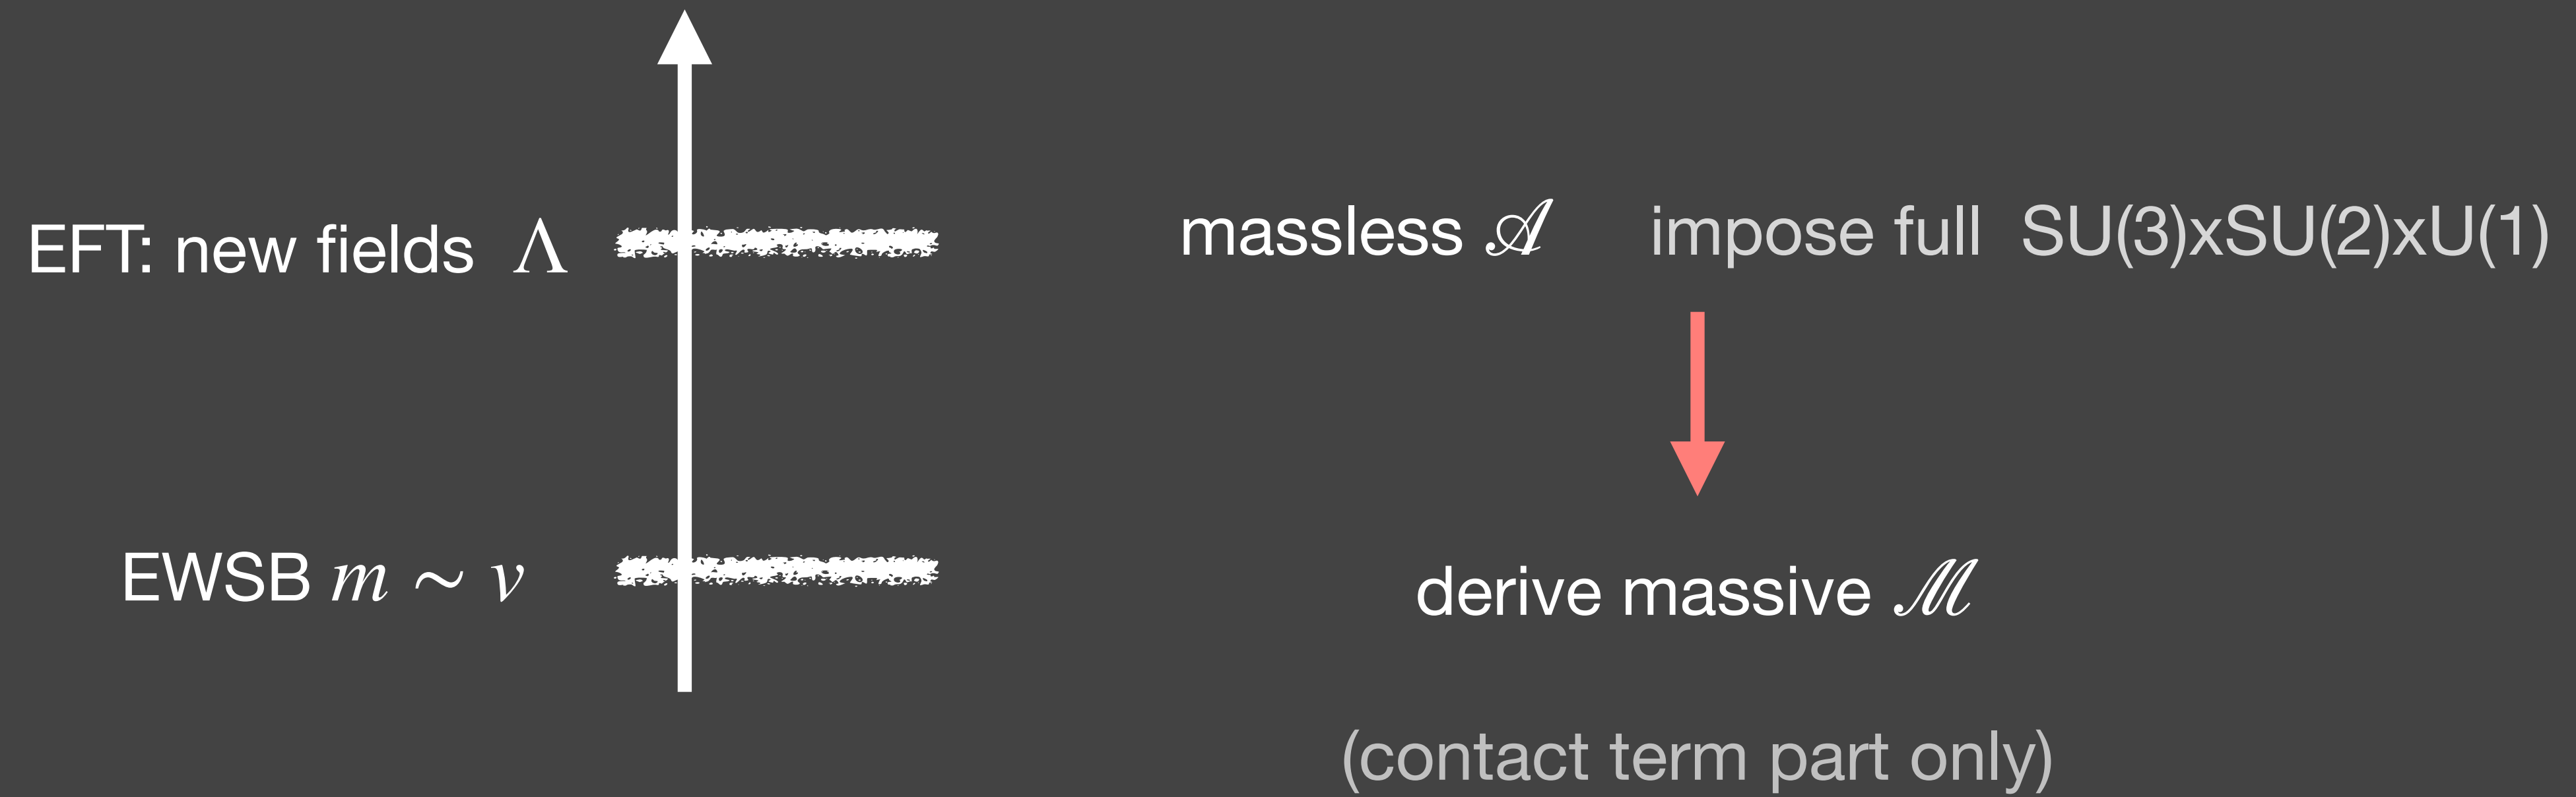 EFT: new fields Λ
massless 𝒜 impose full SU(3)xSU(2)xU(1)
EWSB m ~ v
derive massive ℳ
(contact term part only)